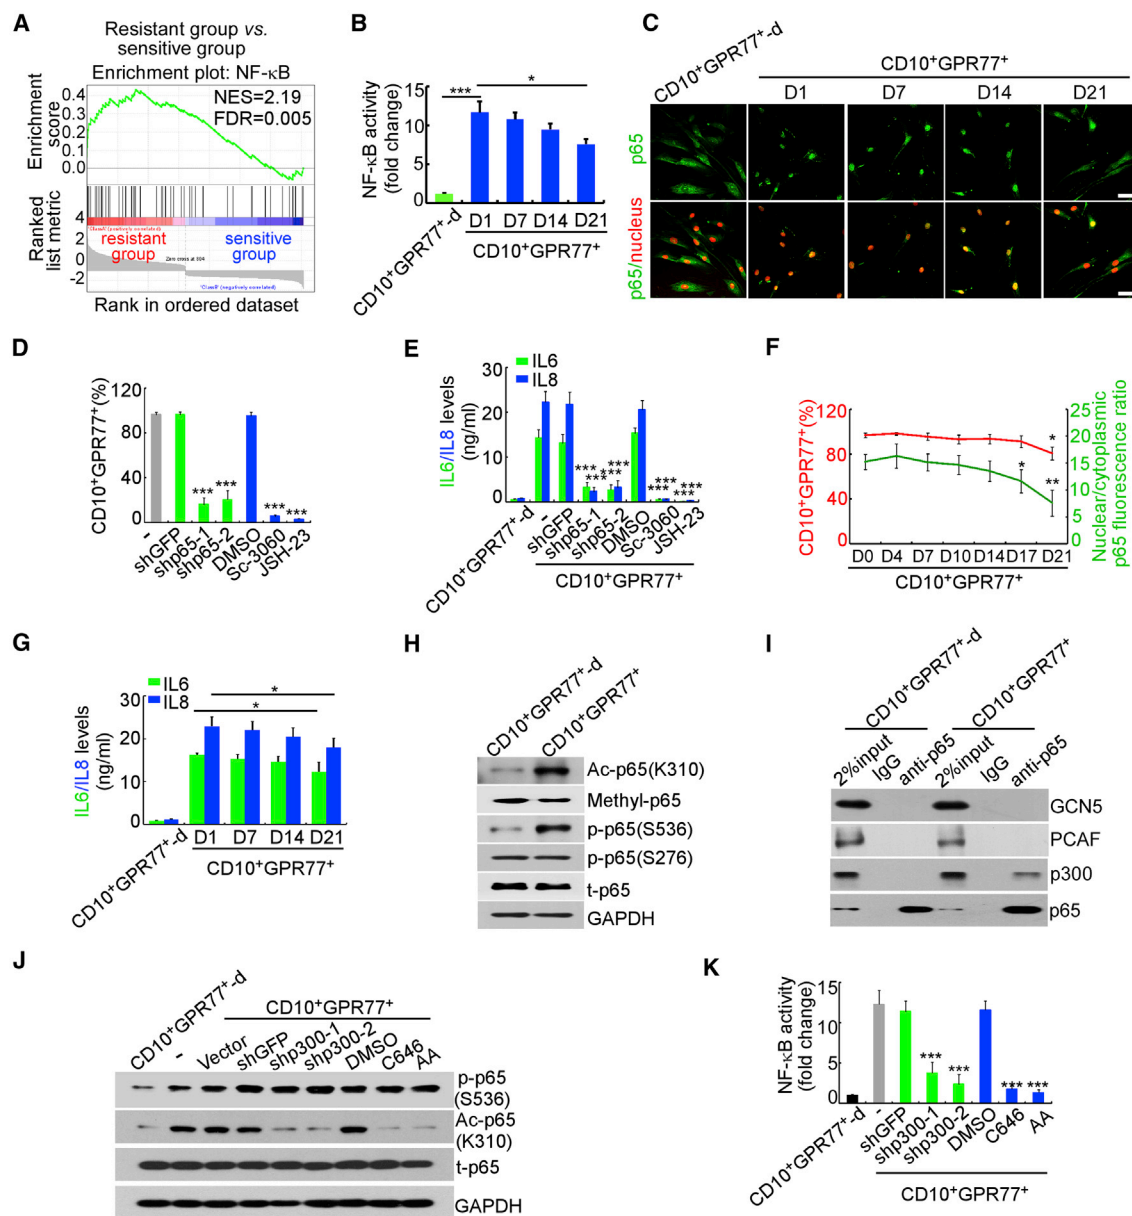 A
Resistant group vs.
sensitive group
Enrichment plot: NF-κB
NES=2.19
FDR=0.005
Enrichment
score
0.4
0.3
0.2
0.1
0.0
Ranked
list metric
4
2
0
-2
'ClassR' (positively correlated)
resistant
group
Zero cross at
sensitive
group
(negatively correlated)
Rank in ordered dataset
B
NF-κB activity
(fold change)
15
12
9
6
3
0
***
*
CD10+GPR77+-d
D1 D7 D14 D21
CD10+GPR77+
C
CD10+GPR77+-d
CD10+GPR77+
D1 D7 D14 D21
p65
p65/nucleus
D
CD10+GPR77+(%)
120
80
40
0
*** *** *** ***
- shGFP shp65-1 shp65-2 DMSO Sc-3060 JSH-23
E
IL6
IL8
IL6/IL8 levels
(ng/ml)
30
20
10
0
*** *** *** ***
*** *** *** ***
CD10+GPR77+-d - shGFP shp65-1 shp65-2 DMSO Sc-3060 JSH-23
CD10+GPR77+
F
CD10+GPR77+(%)
120
80
40
0
Nuclear/cytoplasmic
p65 fluorescence ratio
25
20
15
10
5
0
*
*
**
D0 D4 D7 D10 D14 D17 D21
CD10+GPR77+
G
IL6
IL8
IL6/IL8 levels
(ng/ml)
30
20
10
0
*
*
CD10+GPR77+-d
D1 D7 D14 D21
CD10+GPR77+
H
CD10+GPR77+-d
CD10+GPR77+
Ac-p65(K310)
Methyl-p65
p-p65(S536)
p-p65(S276)
t-p65
GAPDH
I
CD10+GPR77+-d
CD10+GPR77+
2%input IgG anti-p65 2%input IgG anti-p65
GCN5
PCAF
p300
p65
J
CD10+GPR77+-d
CD10+GPR77+
- Vector shGFP shp300-1 shp300-2 DMSO C646 AA
p-p65
(S536)
Ac-p65
(K310)
t-p65
GAPDH
K
NF-κB activity
(fold change)
15
10
5
0
*** *** *** ***
CD10+GPR77+-d - shGFP shp300-1 shp300-2 DMSO C646 AA
CD10+GPR77+